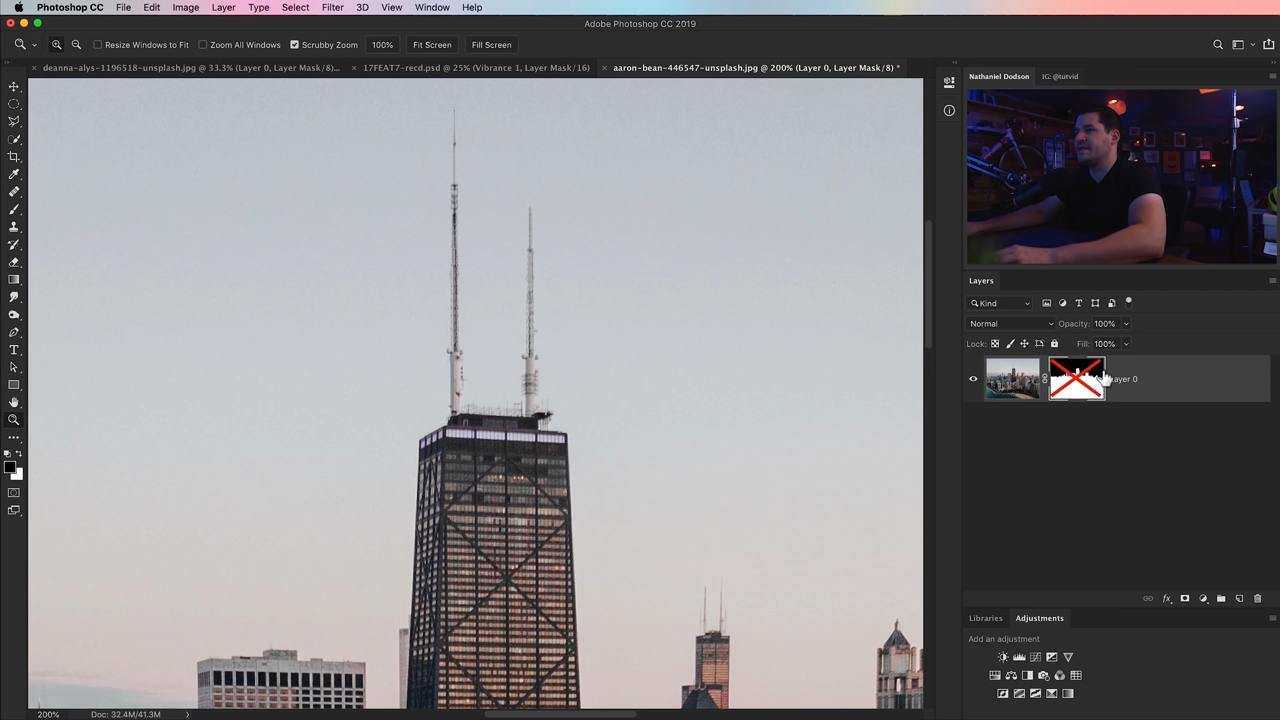 Photoshop CC File Edit Image Layer Type Select Filter 3D View Window Help
Adobe Photoshop CC 2019
Resize Windows to Fit Zoom All Windows Scrubby Zoom 100% Fit Screen Fill Screen
deanna-alys-1196518-unsplash.jpg @ 33.3% (Layer 0, Layer Mask/8)... 17FEAT7-recd.psd @ 25% (Vibrance 1, Layer Mask/16) aaron-bean-446547-unsplash.jpg @ 200% (Layer 0, Layer Mask/8) *
Nathaniel Dodson IG: @tutvid
Layers
Kind
Normal Opacity: 100%
Lock: Fill: 100%
Layer 0
fx
Libraries Adjustments
Add an adjustment
200% Doc: 32.4M/41.3M